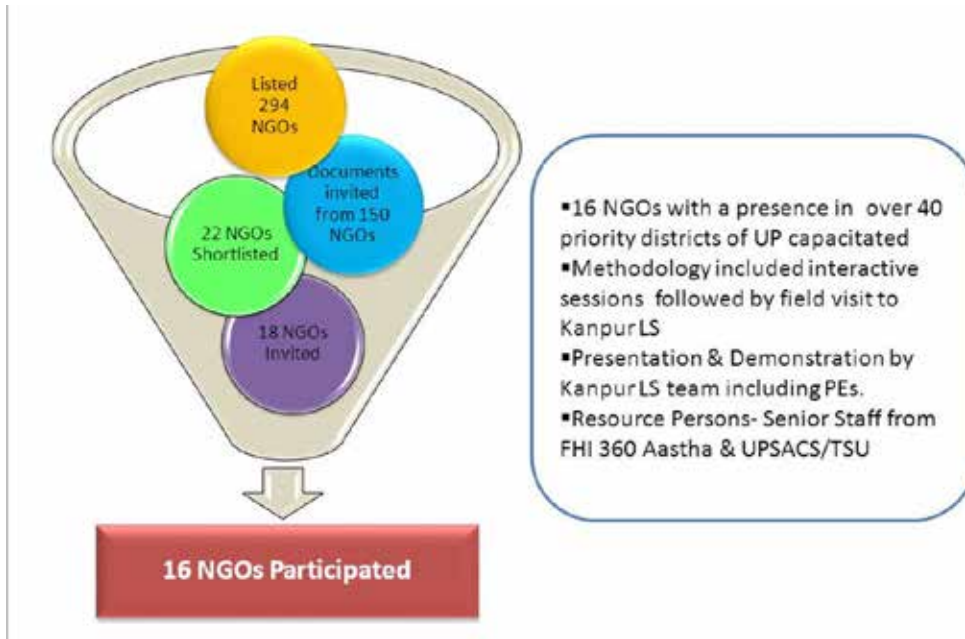 Listed
294
NGOs
Documents
invited
from 150
NGOs
22 NGOs
Shortlisted
18 NGOs
Invited
16 NGOs Participated
▪16 NGOs with a presence in over 40
priority districts of UP capacitated
▪Methodology included interactive
sessions followed by field visit to
Kanpur LS
▪Presentation & Demonstration by
Kanpur LS team including PEs.
▪Resource Persons- Senior Staff from
FHI 360 Aastha & UPSACS/TSU